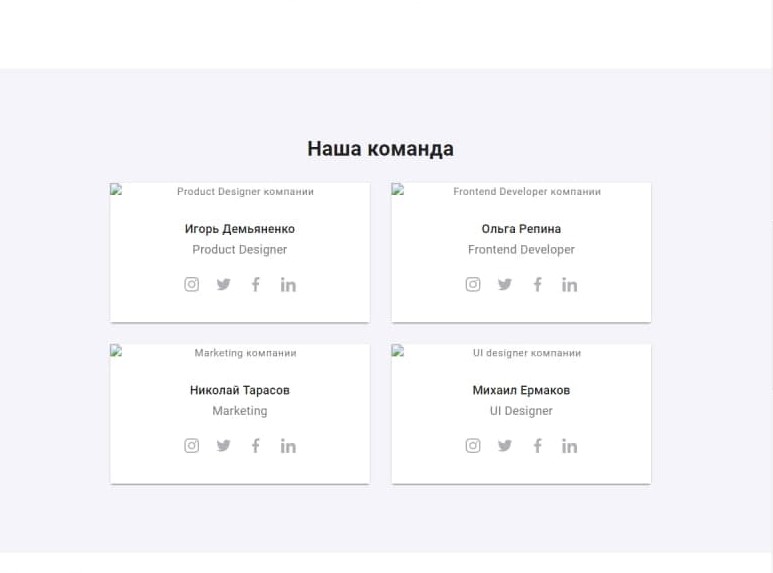 Наша команда
Product Designer компании
Игорь Демьяненко
Product Designer
Frontend Developer компании
Ольга Репина
Frontend Developer
Marketing компании
Николай Тарасов
Marketing
UI designer компании
Михаил Ермаков
UI Designer